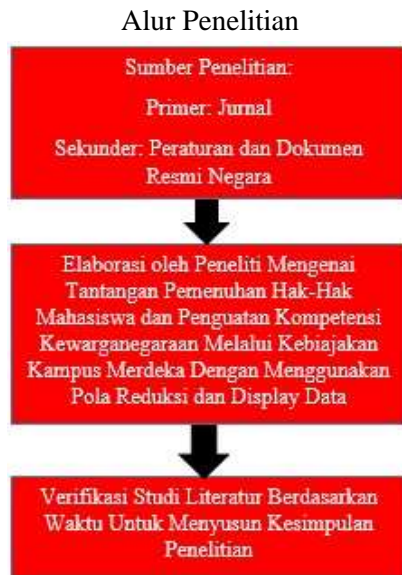 Alur Penelitian
Sumber Penelitian:
Primer: Jurnal
Sekunder: Peraturan dan Dokumen
Resmi Negara
Elaborasi oleh Peneliti Mengenai
Tantangan Pemenuhan Hak-Hak
Mahasiswa dan Penguatan Kompetensi
Kewarganegaraan Melalui Kebiajakan
Kampus Merdeka Dengan Menggunakan
Pola Reduksi dan Display Data
Verifikasi Studi Literatur Berdasarkan
Waktu Untuk Menyusun Kesimpulan
Penelitian